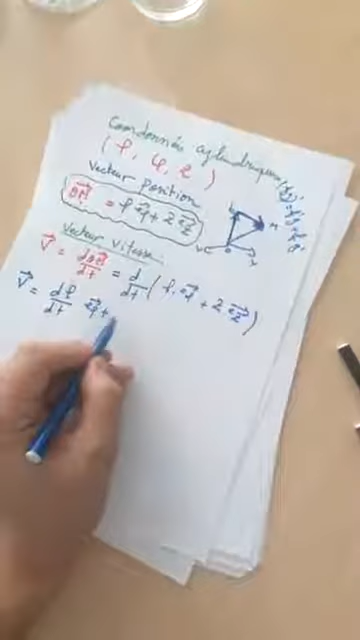 Coordonnées cylindriques
(ρ, φ, z)
Vecteur position
OM⃗ = ρ e⃗ρ + z e⃗z
Vecteur vitesse:
V⃗ = dOM⃗/dt = d/dt (ρ. e⃗ρ + z. e⃗z)
V⃗ = dρ/dt e⃗ρ +